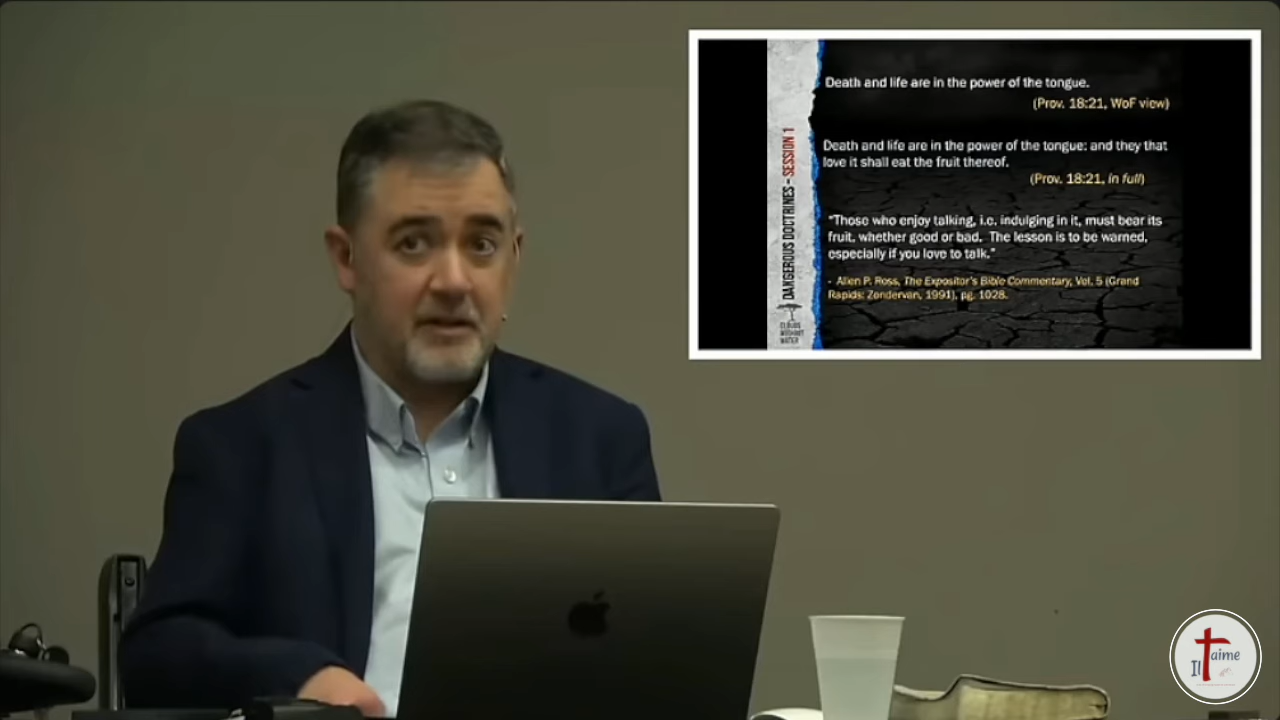 Death and life are in the power of the tongue.
(Prov. 18:21, WoF view)
Death and life are in the power of the tongue: and they that
love it shall eat the fruit thereof.
(Prov. 18:21, in full)
"Those who enjoy talking, i.e. indulging in it, must bear its
fruit, whether good or bad. The lesson is to be warned,
especially if you love to talk."
- Allen P. Ross, The Expositor's Bible Commentary, Vol. 5 (Grand
Rapids: Zondervan, 1991), pg. 1028.
DANGEROUS DOCTRINES - SESSION 1
CLOUDS
WITHOUT
WATER
Il t'aime